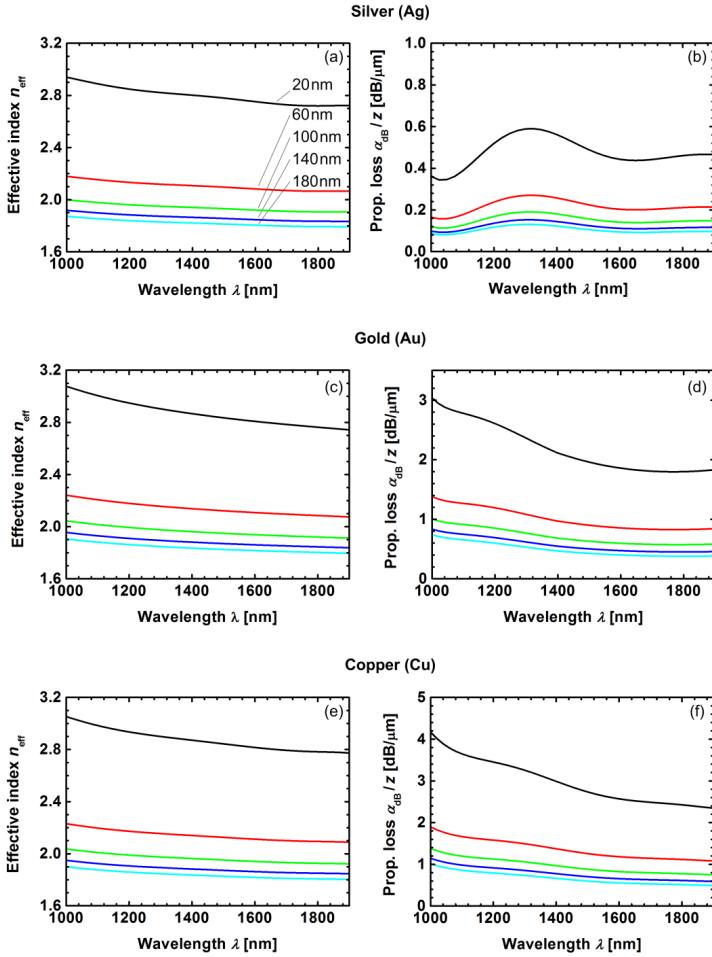 Silver (Ag)
3.2
2.8
2.4
2.0
1.6
1000 1200 1400 1600 1800
Effective index neff
Wavelength λ [nm]
(a)
20nm
60nm
100nm
140nm
180nm
1.0
0.8
0.6
0.4
0.2
0.0
1000 1200 1400 1600 1800
Prop. loss αdB / z [dB/μm]
Wavelength λ [nm]
(b)
Gold (Au)
3.2
2.8
2.4
2.0
1.6
1000 1200 1400 1600 1800
Effective index neff
Wavelength λ [nm]
(c)
3
2
1
0
1000 1200 1400 1600 1800
Prop. loss αdB / z [dB/μm]
Wavelength λ [nm]
(d)
Copper (Cu)
3.2
2.8
2.4
2.0
1.6
1000 1200 1400 1600 1800
Effective index neff
Wavelength λ [nm]
(e)
5
4
3
2
1
0
1000 1200 1400 1600 1800
Prop. loss αdB / z [dB/μm]
Wavelength λ [nm]
(f)